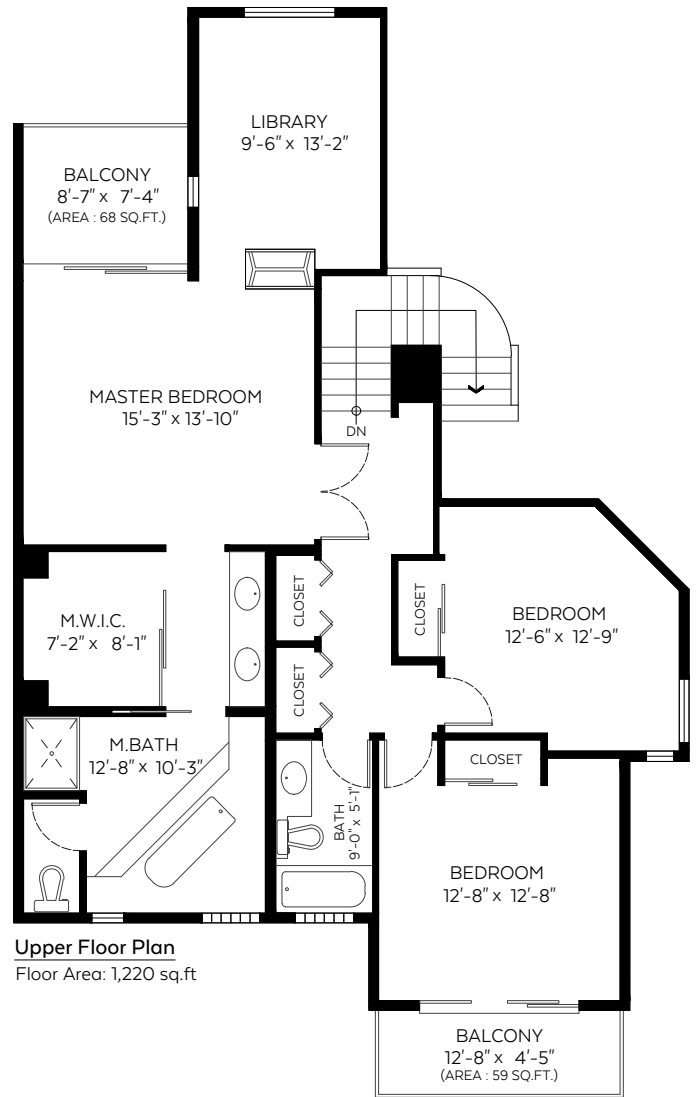 LIBRARY
9'-6" x 13'-2"
BALCONY
8'-7" x 7'-4"
(AREA : 68 SQ.FT.)
MASTER BEDROOM
15'-3" x 13'-10"
DN
CLOSET
CLOSET
BEDROOM
12'-6" x 12'-9"
M.W.I.C.
7'-2" x 8'-1"
CLOSET
M.BATH
12'-8" x 10'-3"
CLOSET
BATH
9'-0" x 5'-1"
BEDROOM
12'-8" x 12'-8"
Upper Floor Plan
Floor Area: 1,220 sq.ft
BALCONY
12'-8" x 4'-5"
(AREA : 59 SQ.FT.)